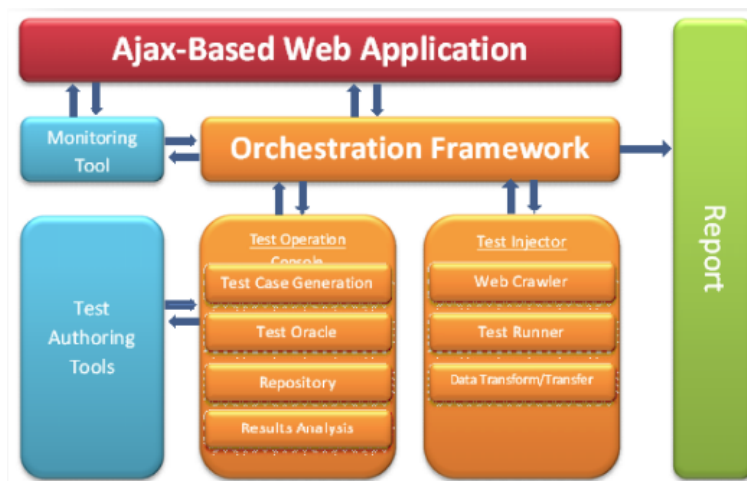 Ajax-Based Web Application
Monitoring
Tool
Orchestration Framework
Report
Test
Authoring
Tools
Test Operation
Console
Test Case Generation
Test Oracle
Repository
Results Analysis
Test Injector
Web Crawler
Test Runner
Data Transform/Transfer